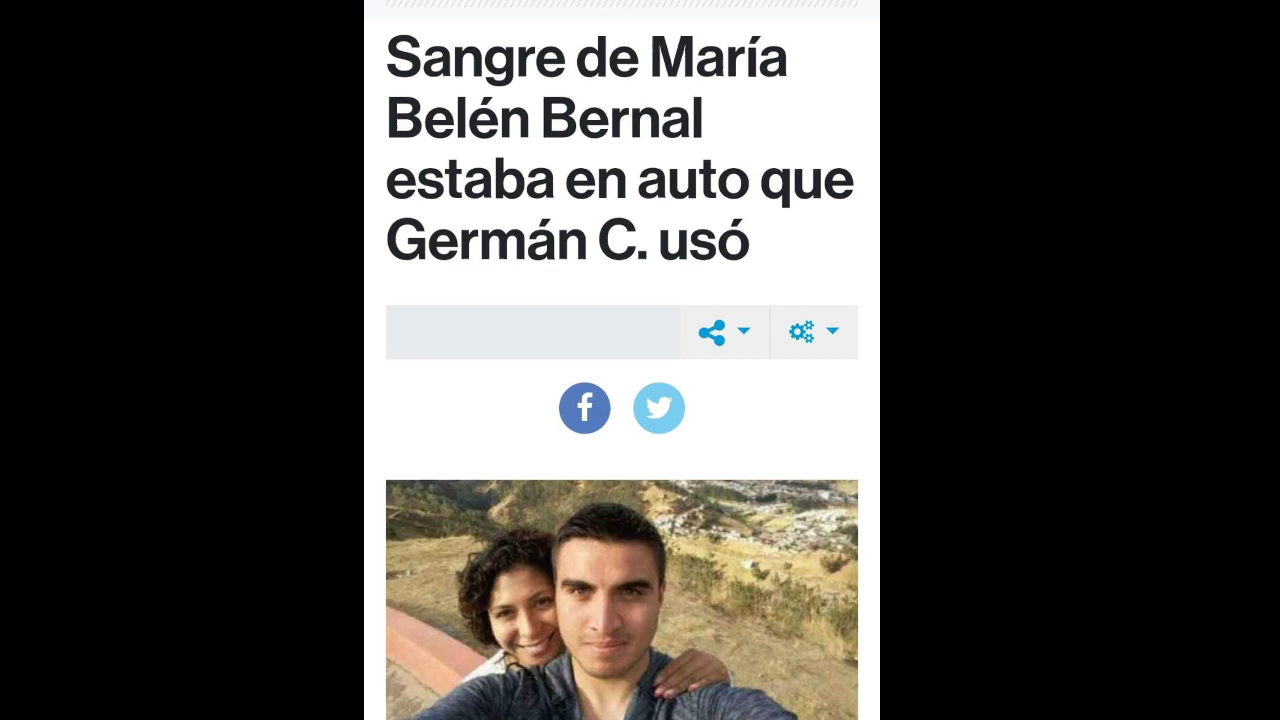 Sangre de María
Belén Bernal
estaba en auto que
Germán C. usó